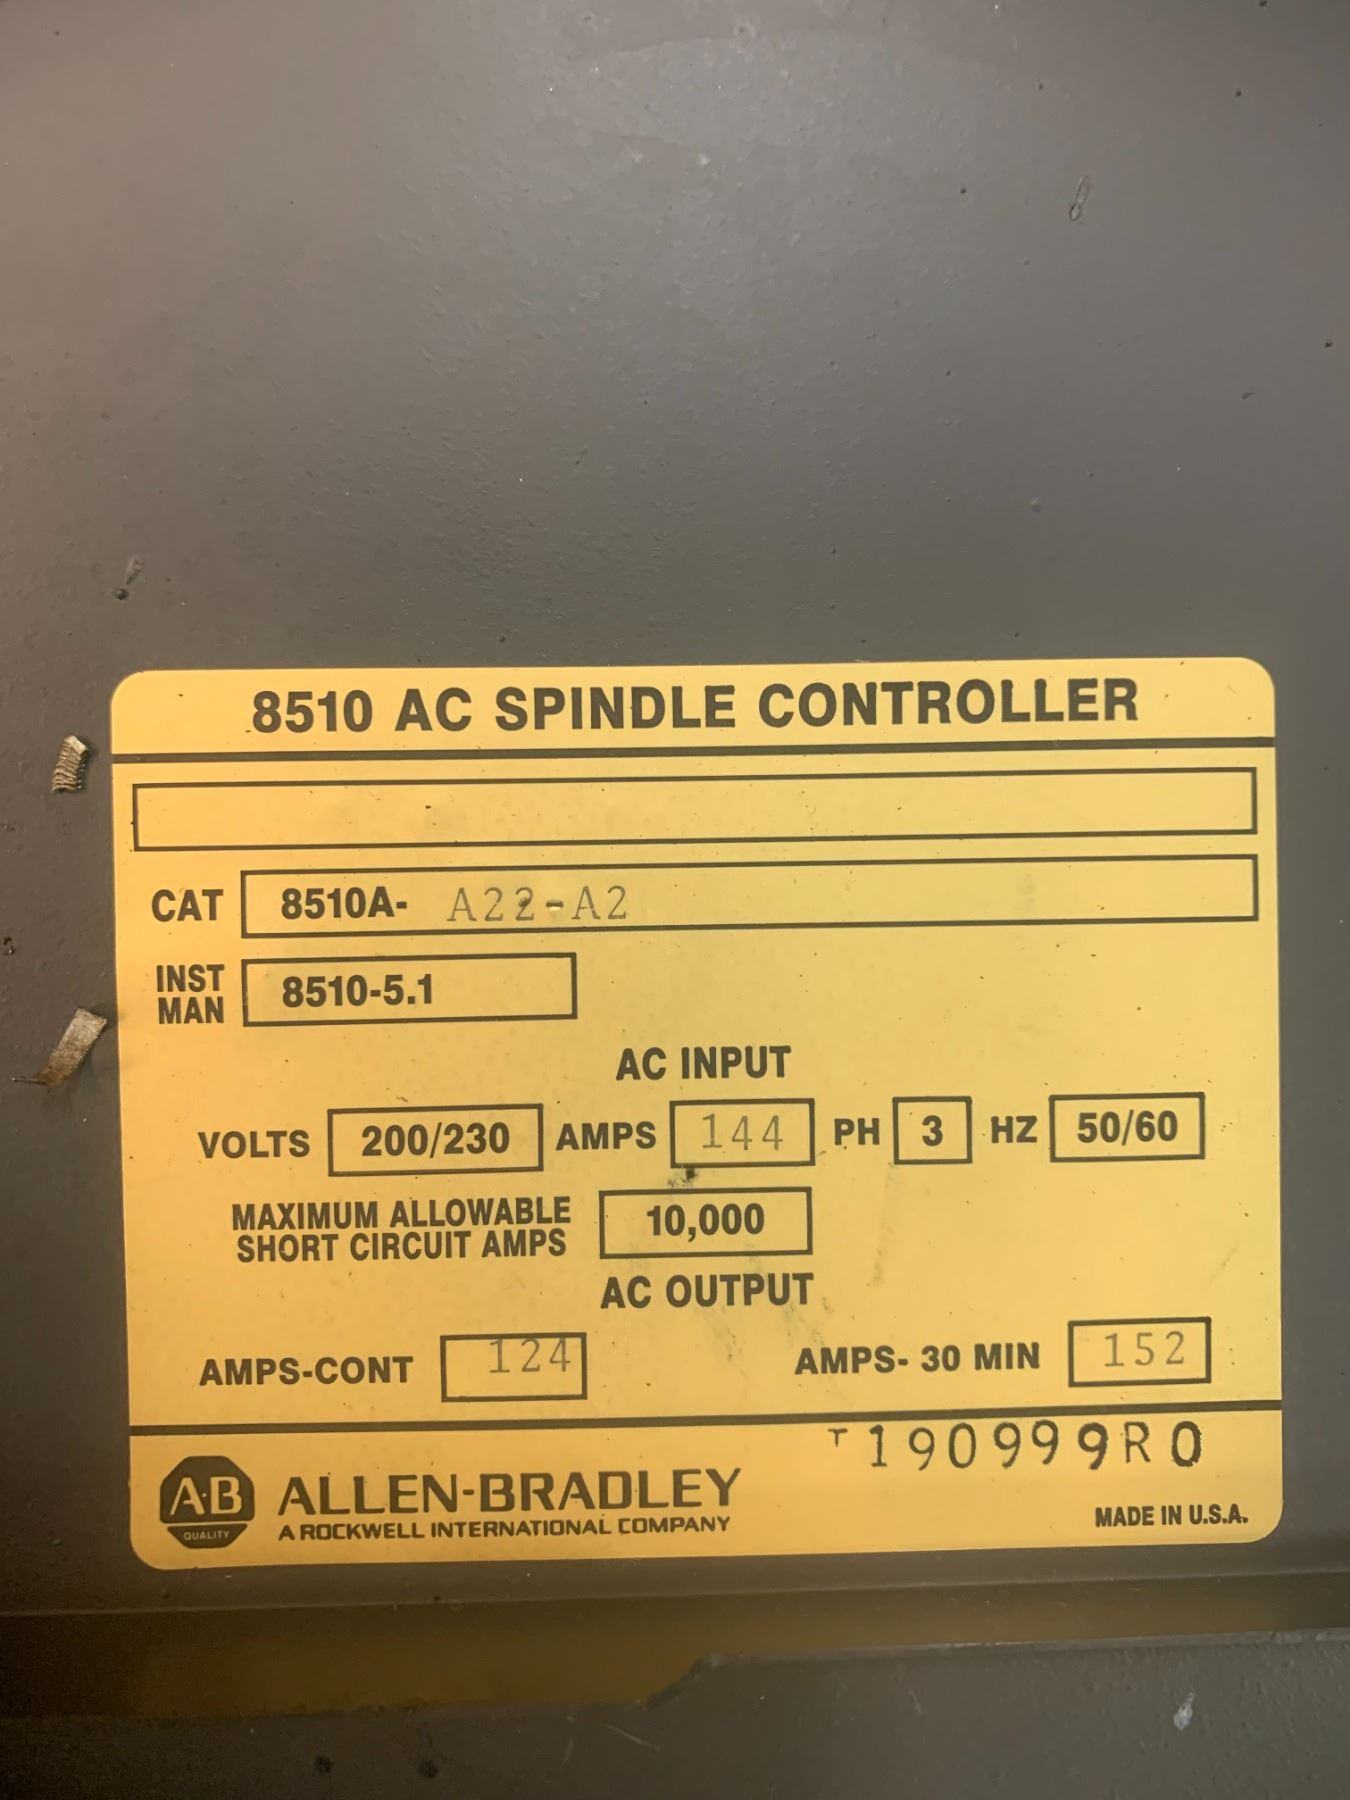 8510 AC SPINDLE CONTROLLER
CAT 8510A- A22-A2
INST MAN 8510-5.1
AC INPUT
VOLTS 200/230 AMPS 144 PH 3 HZ 50/60
MAXIMUM ALLOWABLE SHORT CIRCUIT AMPS 10,000
AC OUTPUT
AMPS-CONT 124 AMPS- 30 MIN 152
T190999R0
A·B QUALITY
ALLEN-BRADLEY
A ROCKWELL INTERNATIONAL COMPANY
MADE IN U.S.A.